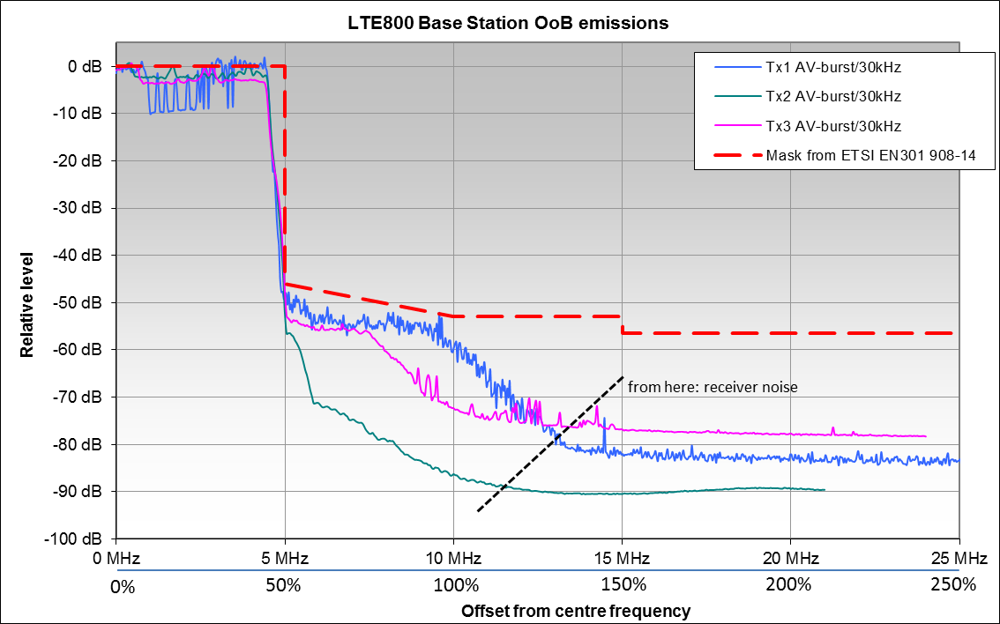 LTE800 Base Station OoB emissions
Tx1 AV-burst/30kHz
Tx2 AV-burst/30kHz
Tx3 AV-burst/30kHz
Mask from ETSI EN301 908-14
0 dB
-10 dB
-20 dB
-30 dB
-40 dB
-50 dB
-60 dB
-70 dB
-80 dB
-90 dB
-100 dB
Relative level
from here: receiver noise
0 MHz 5 MHz 10 MHz 15 MHz 20 MHz 25 MHz
0% 50% 100% 150% 200% 250%
Offset from centre frequency